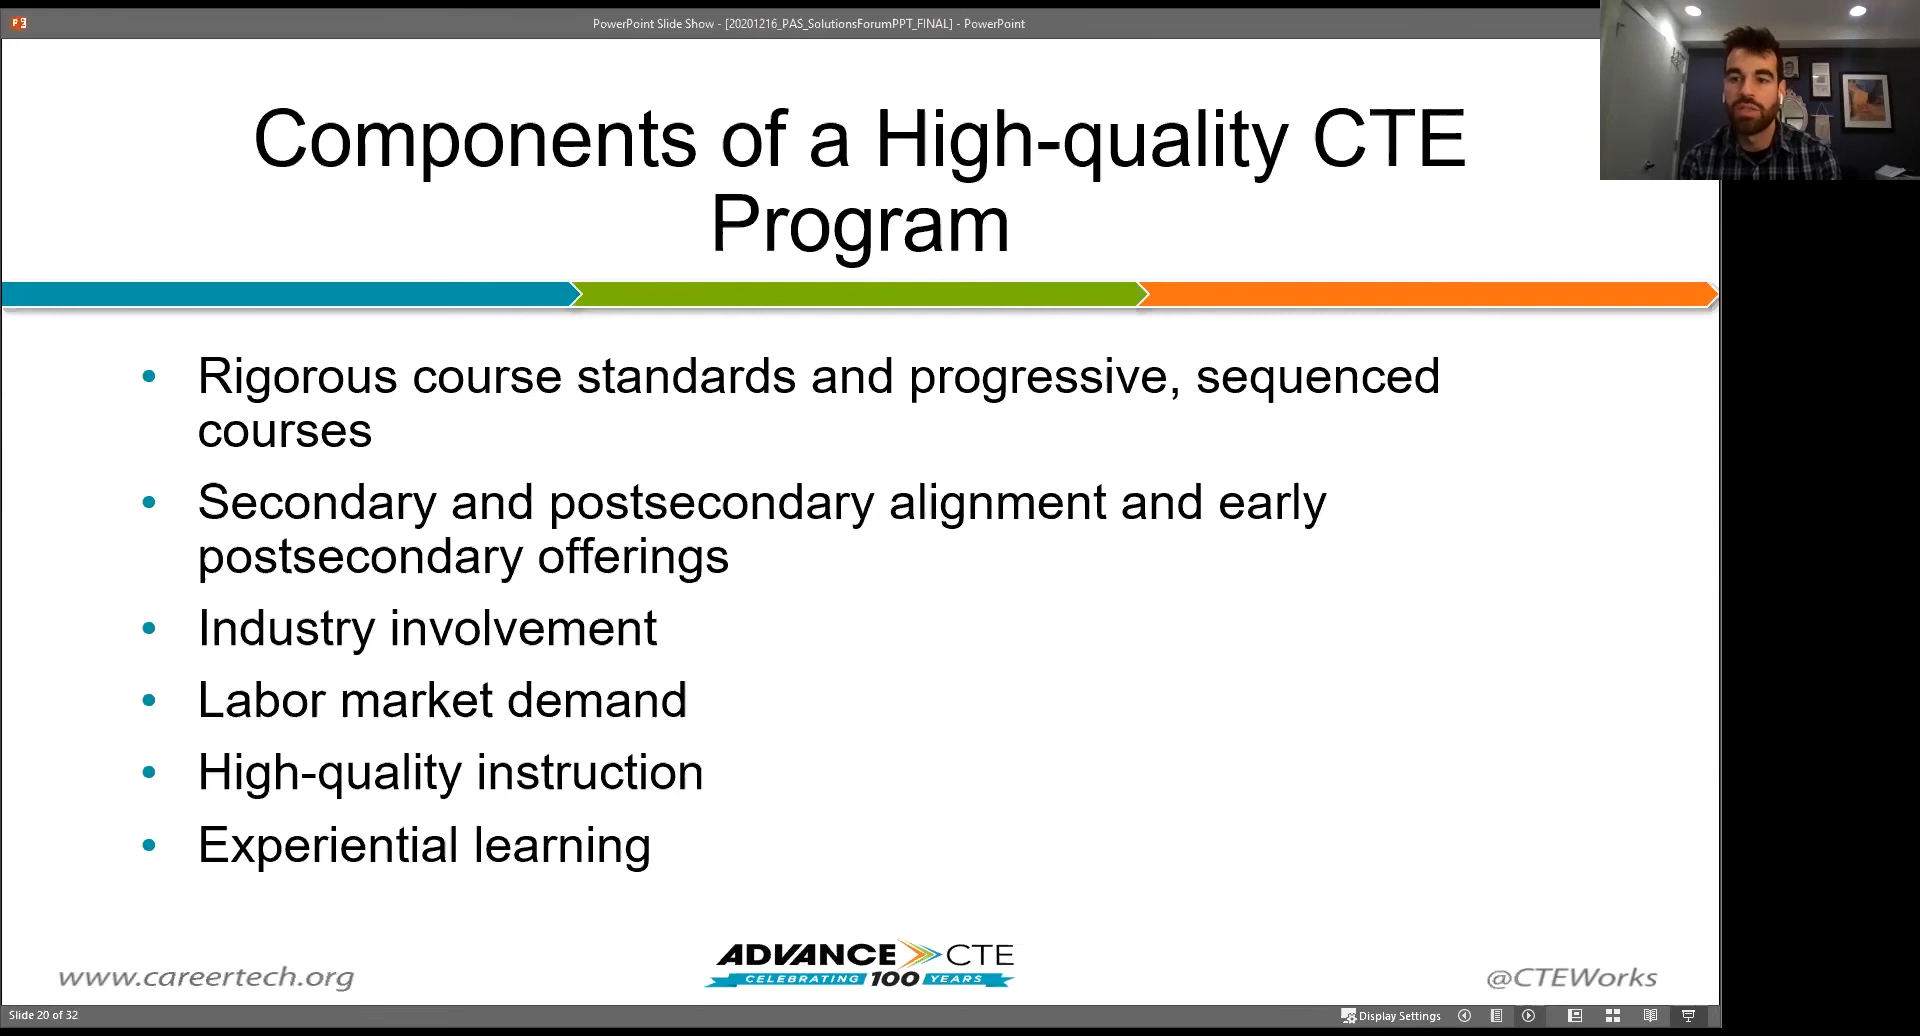 PowerPoint Slide Show - [20201216_PAS_SolutionsForumPPT_FINAL] - PowerPoint
Components of a High-quality CTE
Program
• Rigorous course standards and progressive, sequenced
courses
• Secondary and postsecondary alignment and early
postsecondary offerings
• Industry involvement
• Labor market demand
• High-quality instruction
• Experiential learning
www.careertech.org
ADVANCE CTE
CELEBRATING 100 YEARS
@CTEWorks
Slide 20 of 32
Display Settings